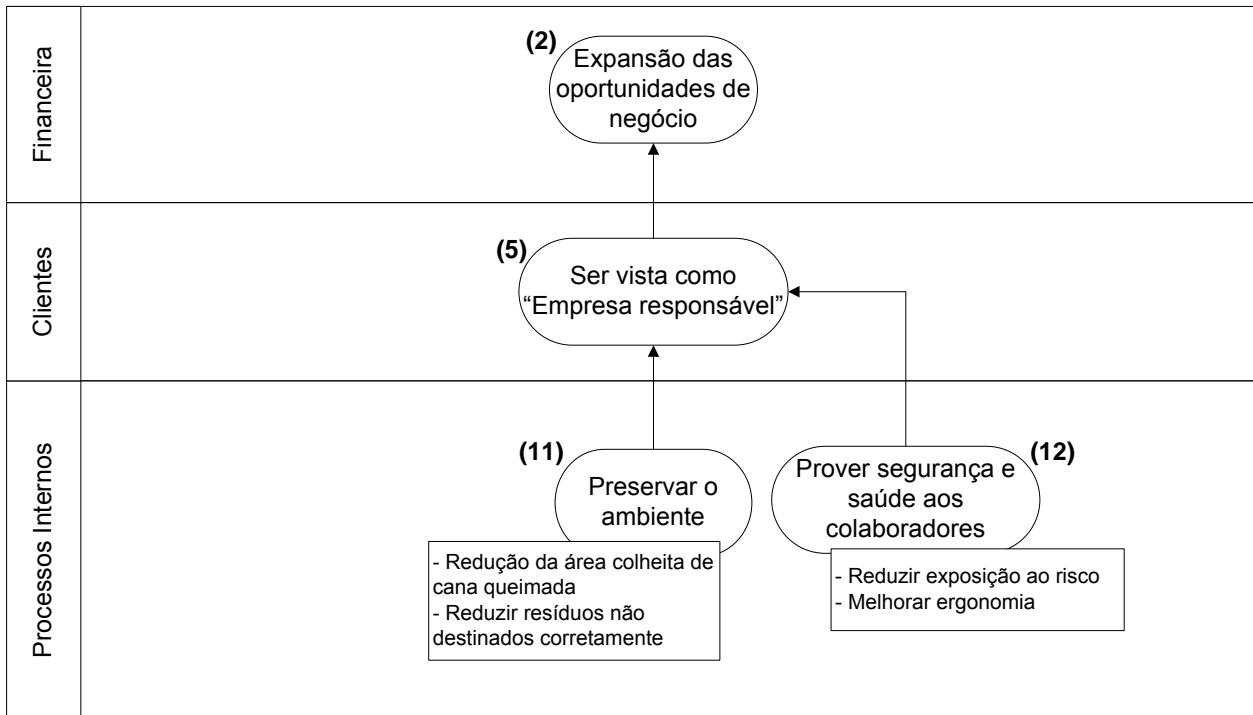 Financeira
(2)
Expansão das
oportunidades de
negócio
Clientes
(5)
Ser vista como
“Empresa responsável”
Processos Internos
(11)
Preservar o
ambiente
- Redução da área colheita de
cana queimada
- Reduzir resíduos não
destinados corretamente
(12)
Prover segurança e
saúde aos
colaboradores
- Reduzir exposição ao risco
- Melhorar ergonomia